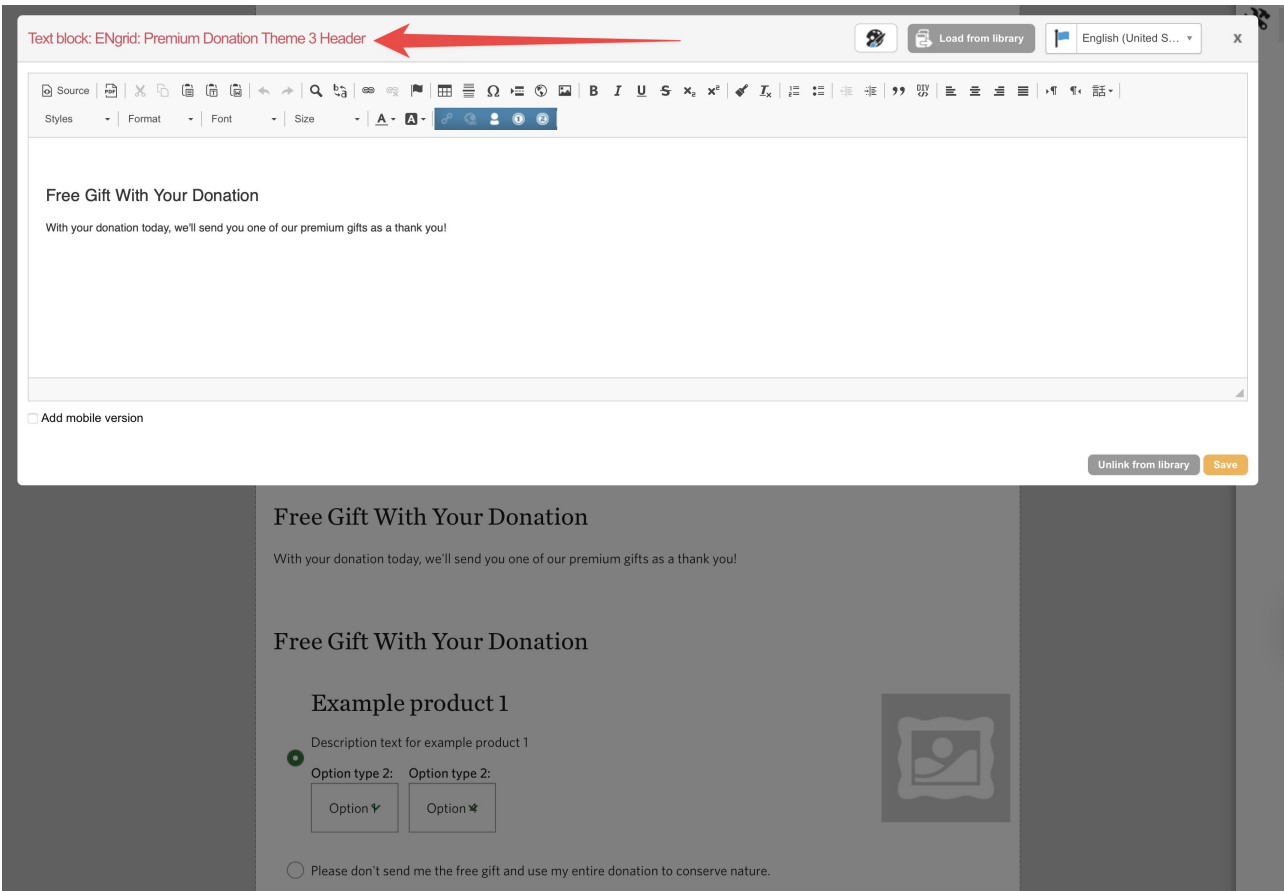 Text block: ENgrid: Premium Donation Theme 3 Header
Load from library
English (United S...
X
Source
Styles
Format
Font
Size
Free Gift With Your Donation
With your donation today, we'll send you one of our premium gifts as a thank you!
Add mobile version
Unlink from library
Save
Free Gift With Your Donation
With your donation today, we'll send you one of our premium gifts as a thank you!
Free Gift With Your Donation
Example product 1
Description text for example product 1
Option type 2: Option type 2:
Option Option
Please don't send me the free gift and use my entire donation to conserve nature.